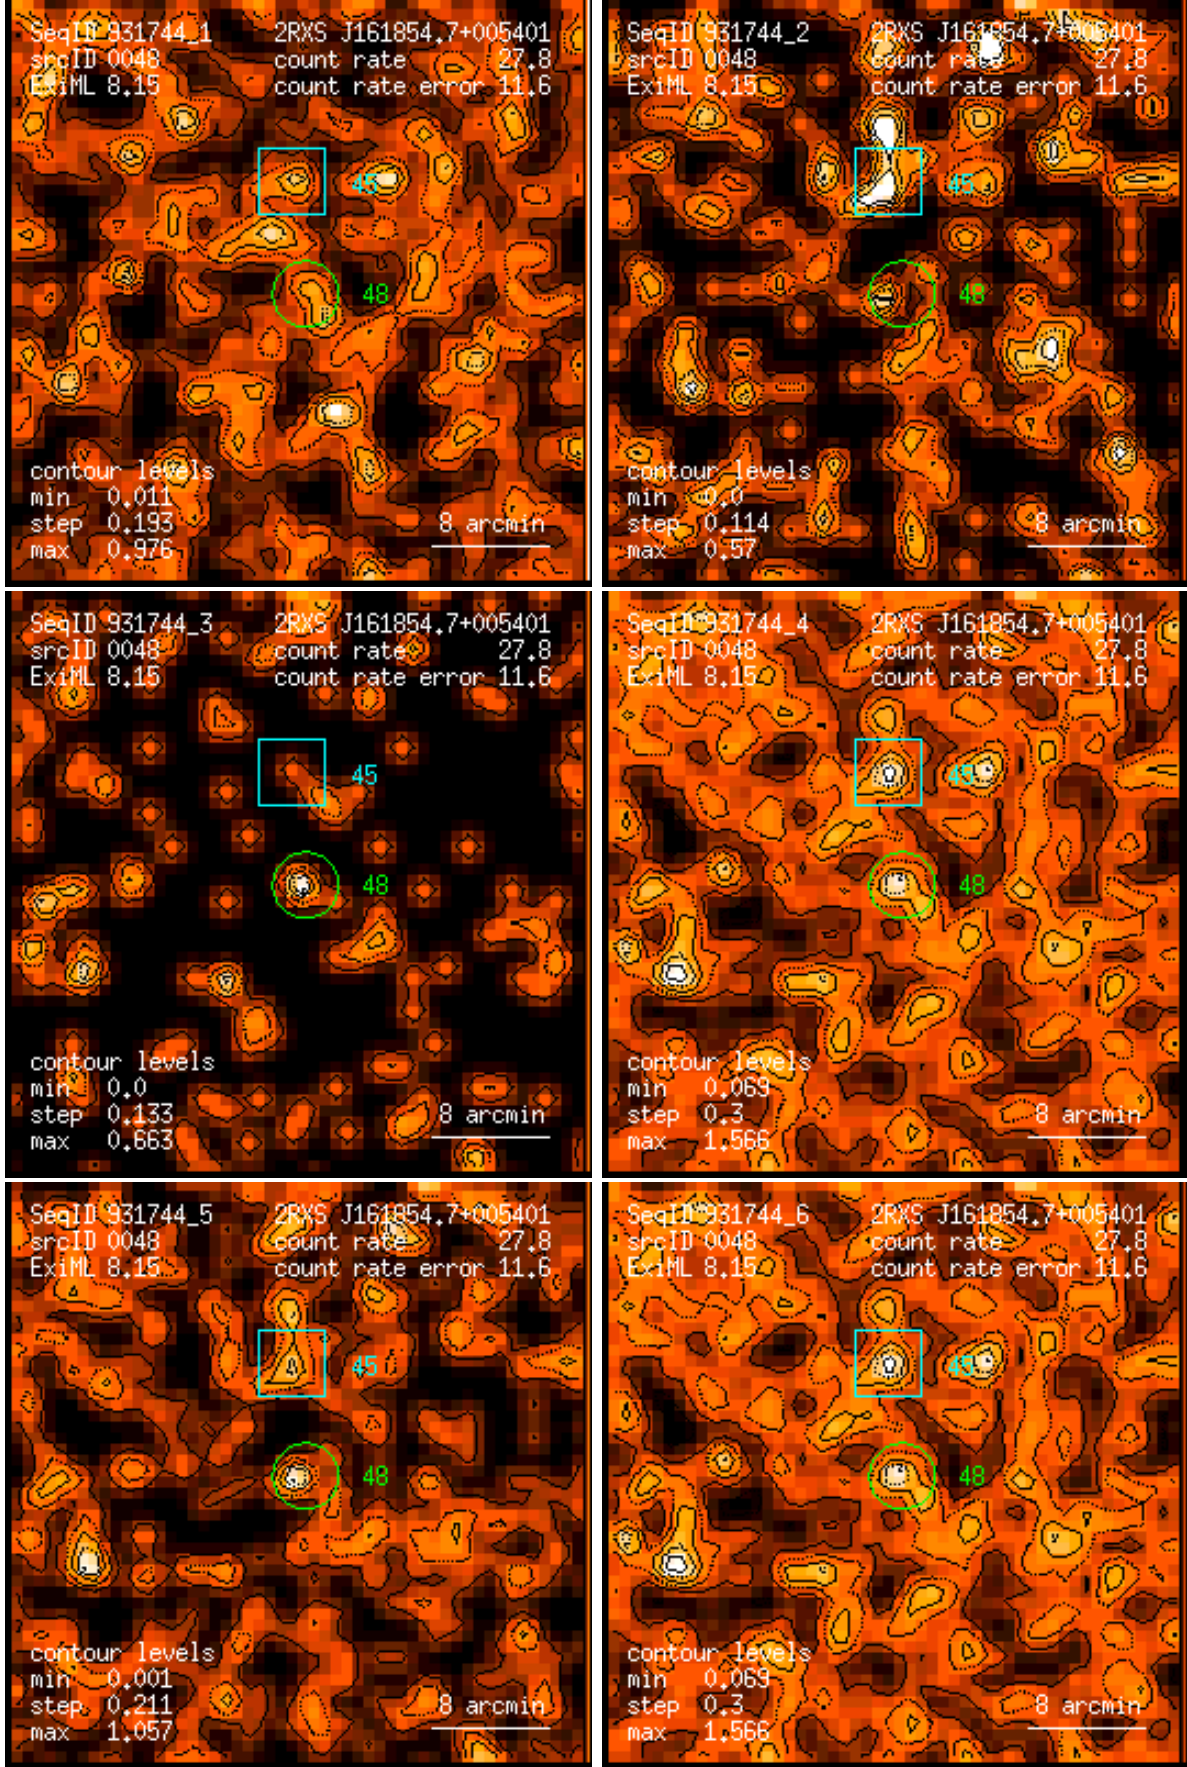 SeqID 931744_1 2RXS J161854.7+005401
srcID 0048 count rate 27.8
ExiML 8.15 count rate error 11.6
45
48
contour levels
min 0.011
step 0.193
max 0.976
8 arcmin
SeqID 931744_2 2RXS J161854.7+005401
srcID 0048 count rate 27.8
ExiML 8.15 count rate error 11.6
45
48
contour levels
min 0.0
step 0.114
max 0.57
8 arcmin
SeqID 931744_3 2RXS J161854.7+005401
srcID 0048 count rate 27.8
ExiML 8.15 count rate error 11.6
45
48
contour levels
min 0.0
step 0.133
max 0.663
8 arcmin
SeqID 931744_4 2RXS J161854.7+005401
srcID 0048 count rate 27.8
ExiML 8.15 count rate error 11.6
45
48
contour levels
min 0.069
step 0.3
max 1.566
8 arcmin
SeqID 931744_5 2RXS J161854.7+005401
srcID 0048 count rate 27.8
ExiML 8.15 count rate error 11.6
45
48
contour levels
min 0.001
step 0.211
max 1.057
8 arcmin
SeqID 931744_6 2RXS J161854.7+005401
srcID 0048 count rate 27.8
ExiML 8.15 count rate error 11.6
45
48
contour levels
min 0.069
step 0.3
max 1.566
8 arcmin